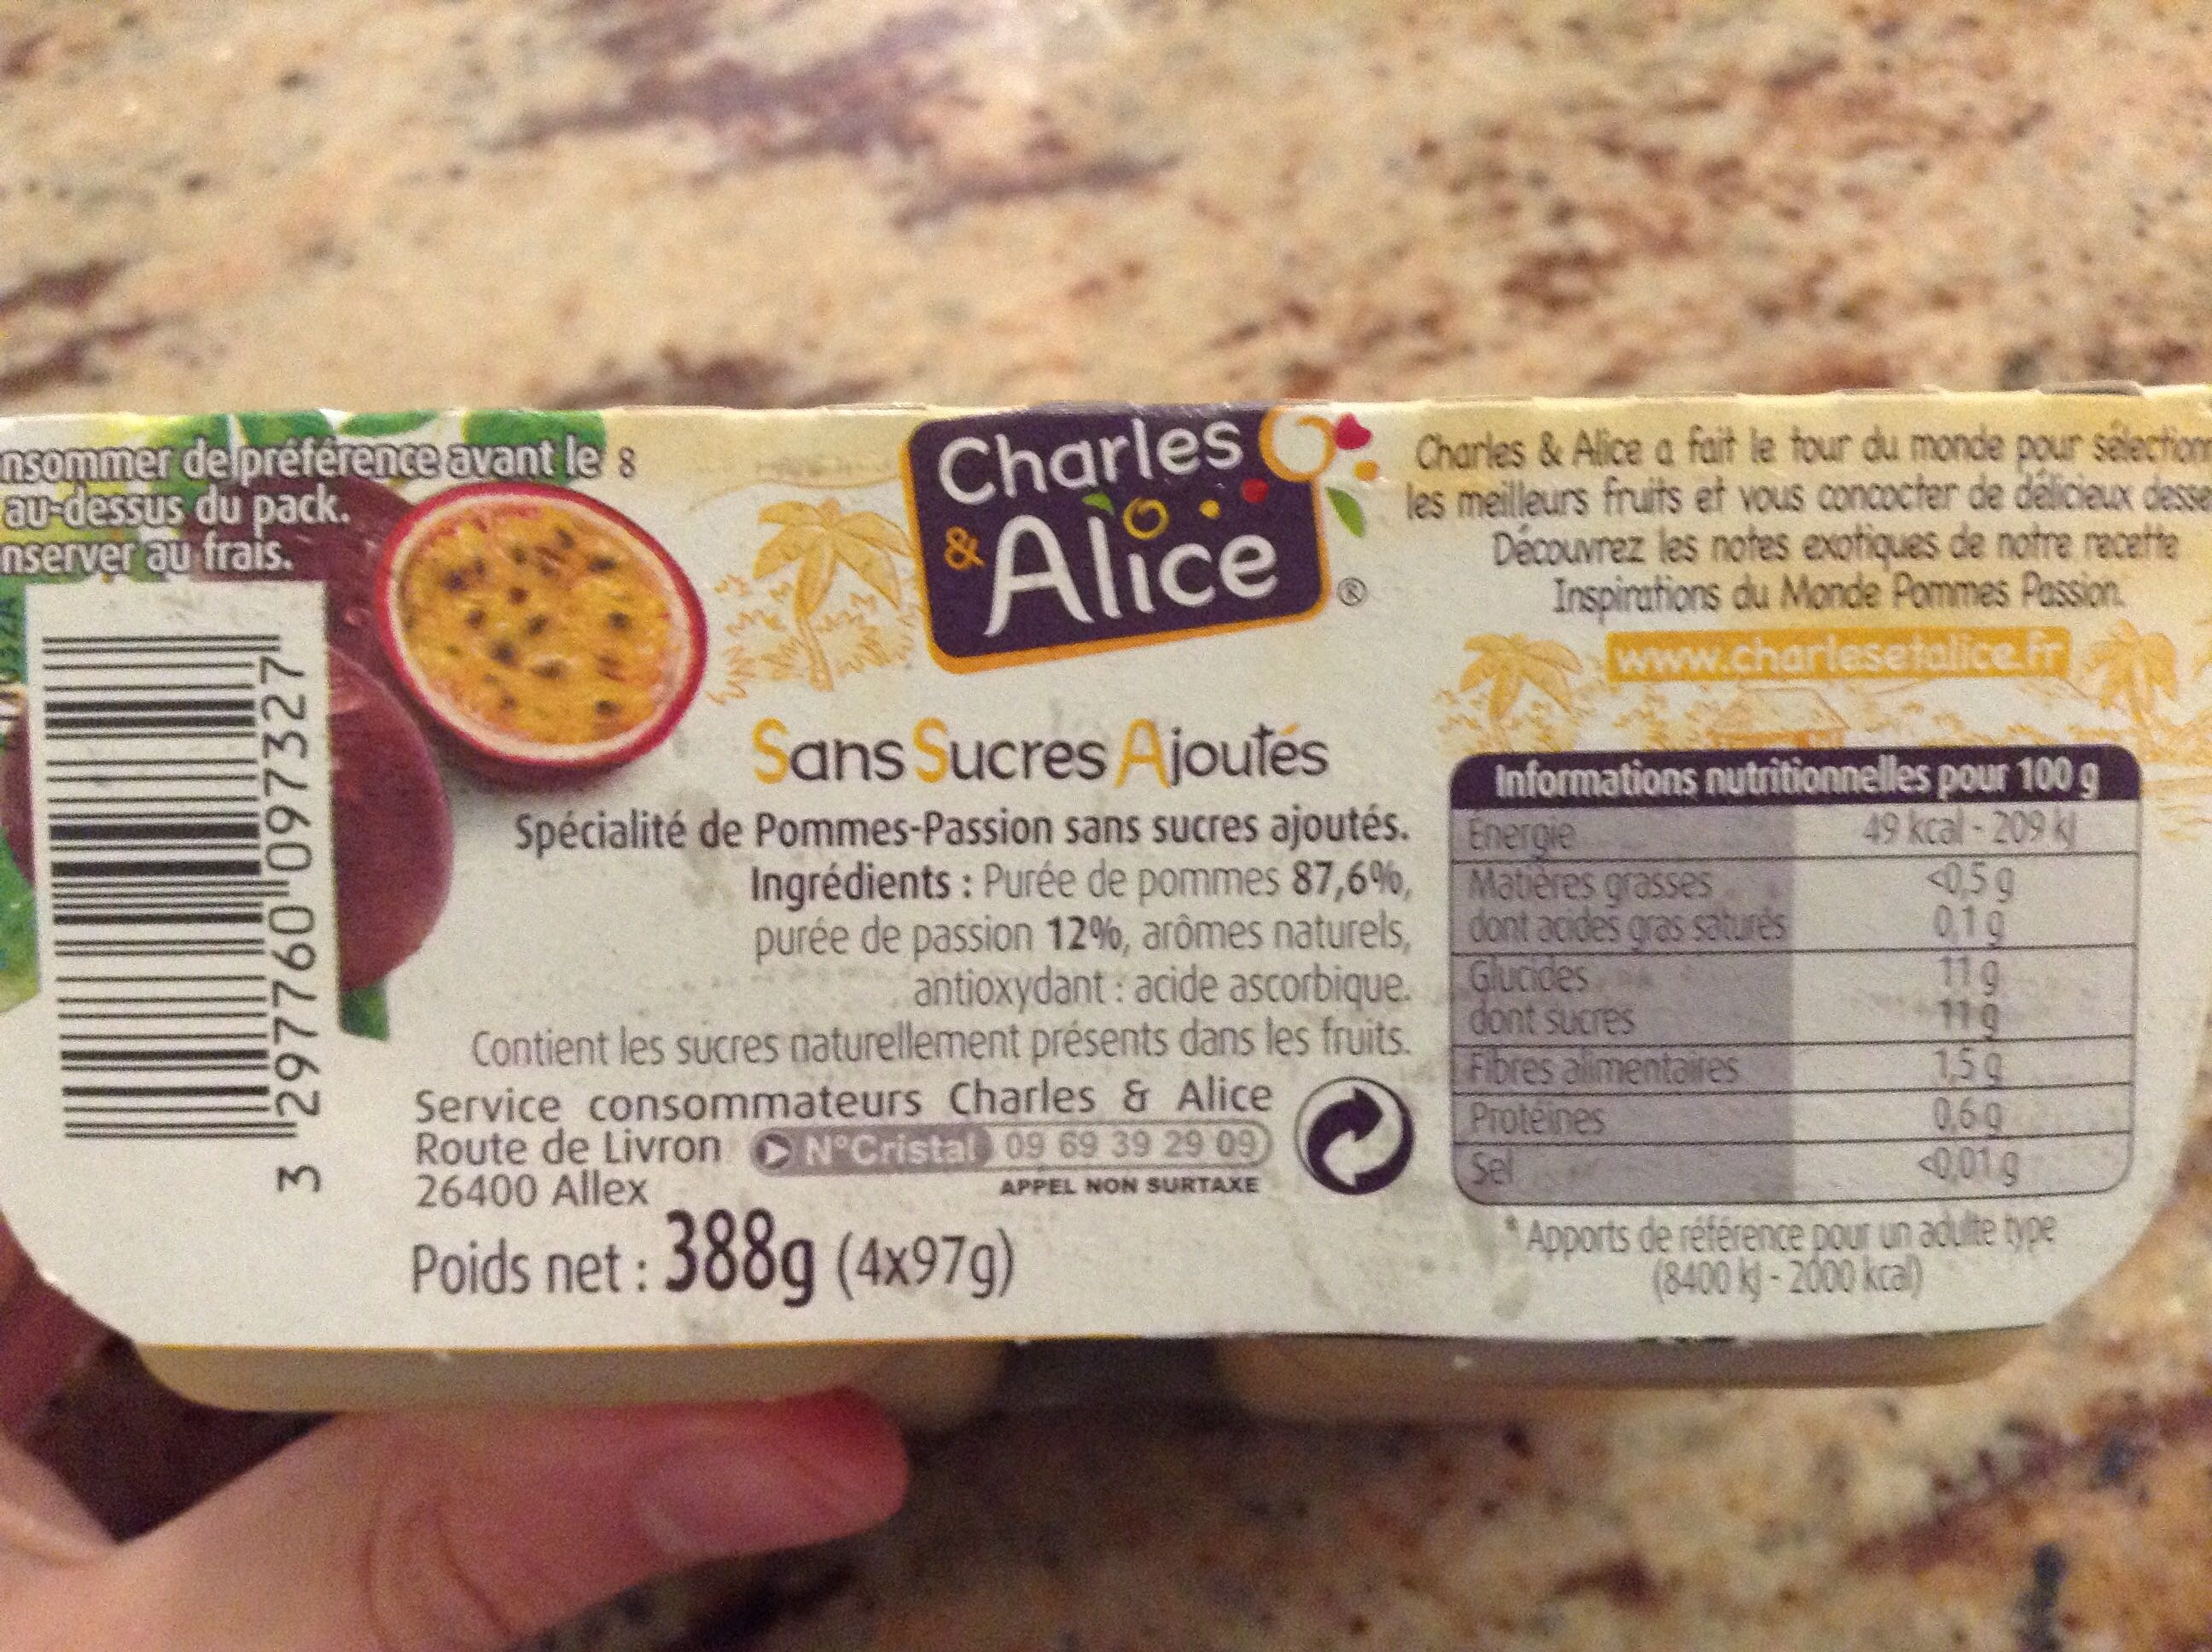 nsommer de préférence avant le 8
au-dessus du pack.
nserver au frais.
3 297760 097327
Charles
& Alice
®
Sans Sucres Ajoutés
Spécialité de Pommes-Passion sans sucres ajoutés.
Ingrédients : Purée de pommes 87,6%,
purée de passion 12%, arômes naturels,
antioxydant : acide ascorbique.
Contient les sucres naturellement présents dans les fruits.
Service consommateurs Charles & Alice
Route de Livron N°Cristal 09 69 39 29 09
26400 Allex APPEL NON SURTAXE
Poids net : 388g (4x97g)
Charles & Alice a fait le tour du monde pour sélection
les meilleurs fruits et vous concocter de délicieux desse
Découvrez les notes exotiques de notre recette
Inspirations du Monde Pommes Passion.
www.charlesetalice.fr
Informations nutritionnelles pour 100 g
Energie 49 kcal - 209 kJ
Matières grasses <0,5 g
dont acides gras saturés 0,1 g
Glucides 11 g
dont sucres 11 g
Fibres alimentaires 1,5 g
Protéines 0,6 g
Sel <0,01 g
* Apports de référence pour un adulte type
(8400 kJ - 2000 kcal)